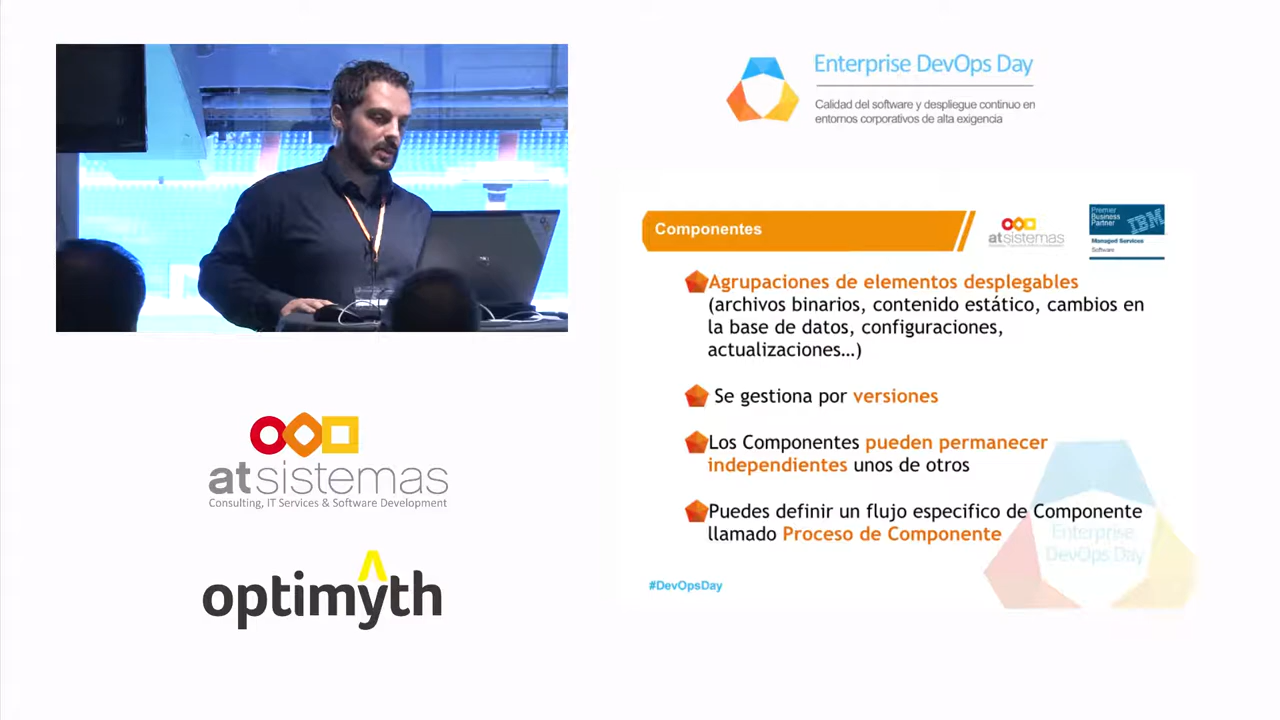 Enterprise DevOps Day
Calidad del software y despliegue continuo en
entornos corporativos de alta exigencia
Componentes
atsistemas
Premier
Business
Partner
IBM
Managed Services
Software
Agrupaciones de elementos desplegables
(archivos binarios, contenido estático, cambios en
la base de datos, configuraciones,
actualizaciones…)
Se gestiona por versiones
Los Componentes pueden permanecer
independientes unos de otros
Puedes definir un flujo especifico de Componente
llamado Proceso de Componente
Enterprise
DevOps Day
#DevOpsDay
atsistemas
Consulting, IT Services & Software Development
optimyth